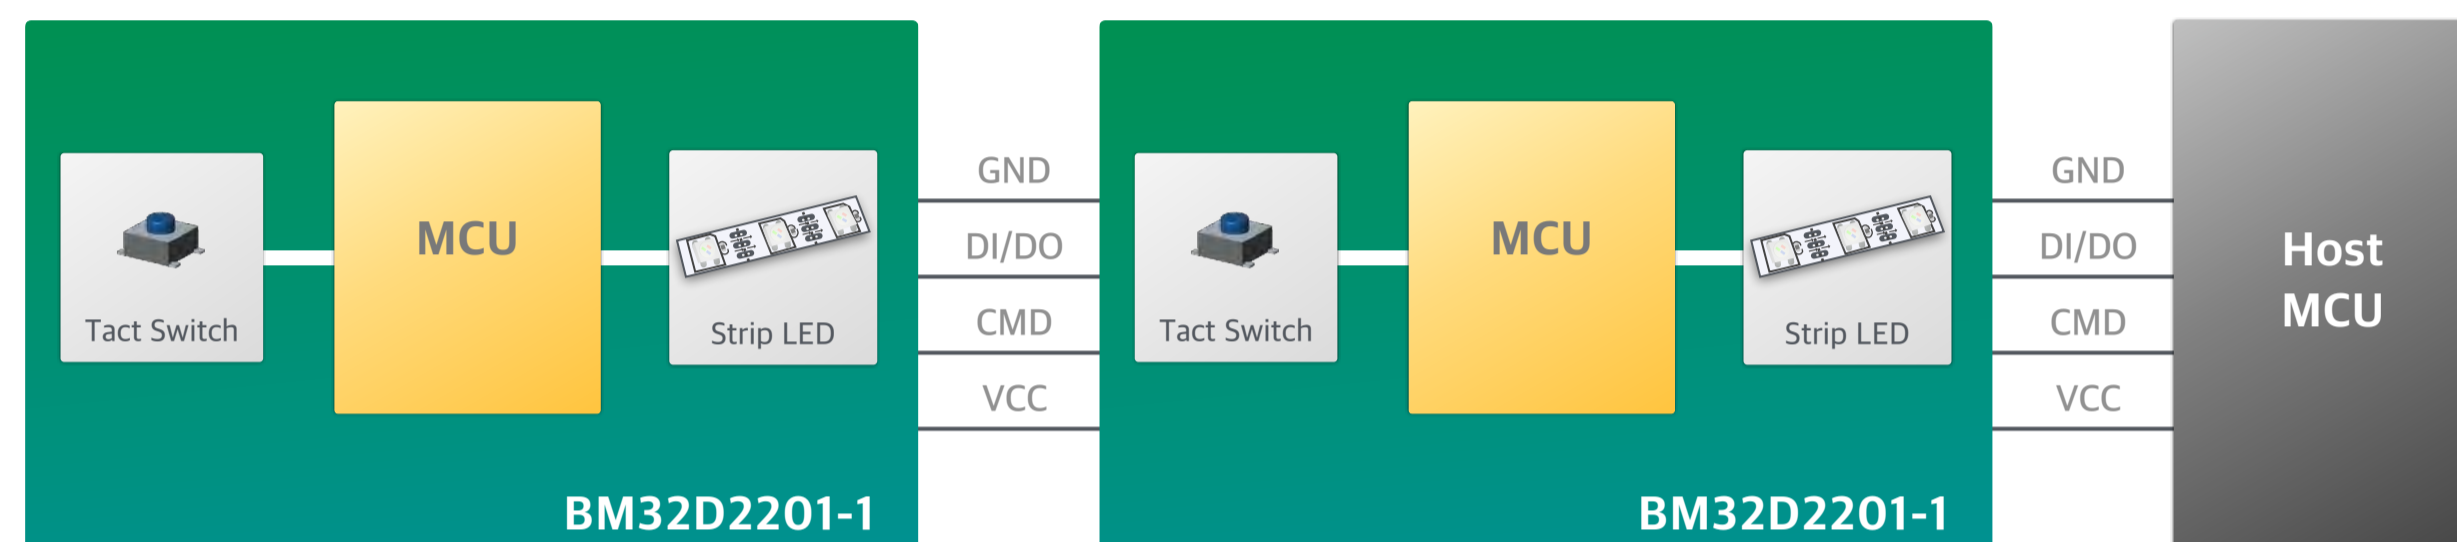 Tact Switch
MCU
Strip LED
BM32D2201-1
GND
DI/DO
CMD
VCC
Tact Switch
MCU
Strip LED
BM32D2201-1
GND
DI/DO
CMD
VCC
Host
MCU